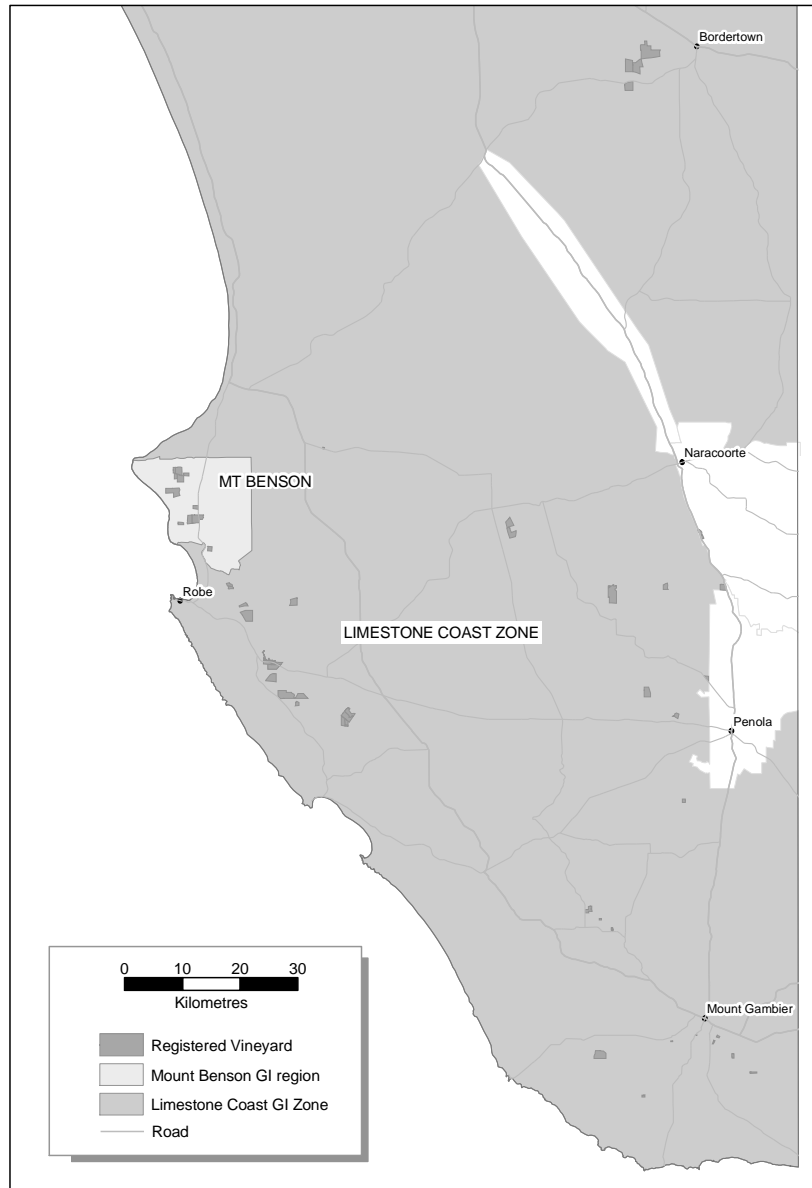 Bordertown
Naracoorte
MT BENSON
Robe
LIMESTONE COAST ZONE
Penola
Mount Gambier
0 10 20 30
Kilometres
Registered Vineyard
Mount Benson GI region
Limestone Coast GI Zone
Road